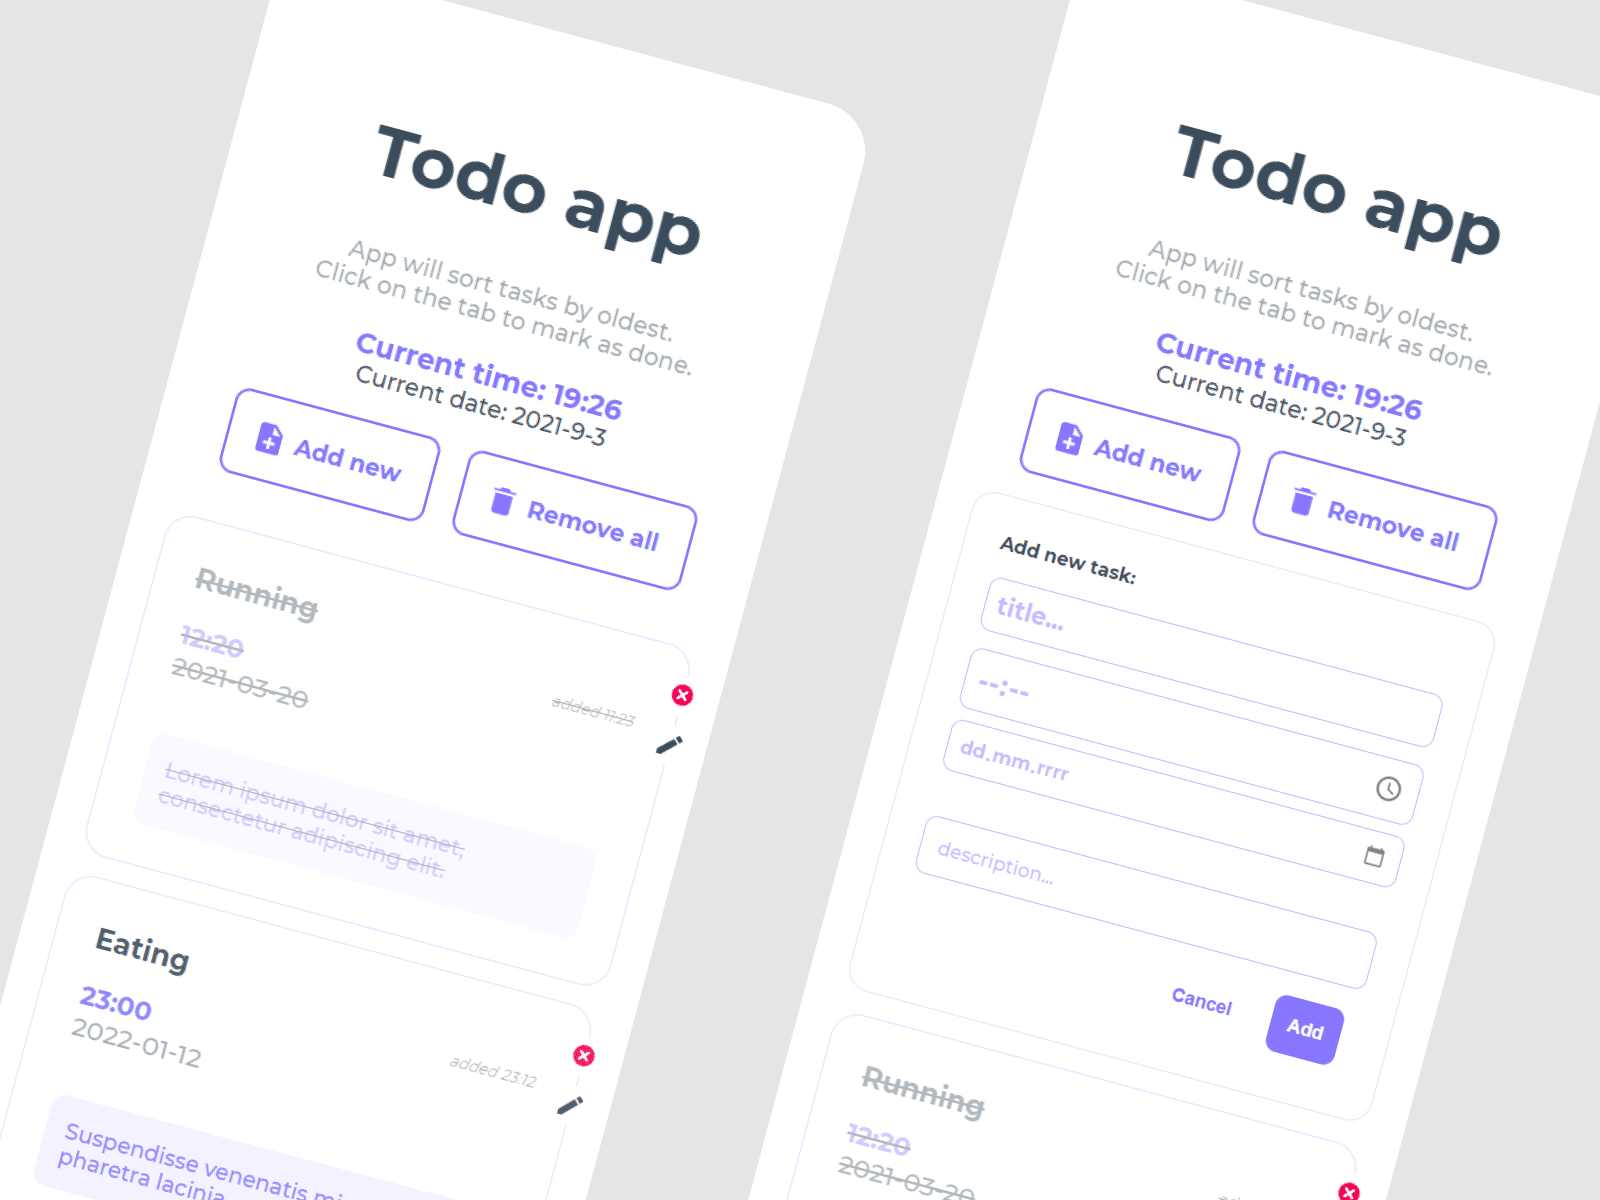 Todo app
App will sort tasks by oldest.
Click on the tab to mark as done.
Current time: 19:26
Current date: 2021-9-3
Add new
Remove all
Running
12:20
2021-03-20
added 11:23
Lorem ipsum dolor sit amet,
consectetur adipiscing elit.
Eating
23:00
2022-01-12
added 23:12
Suspendisse venenatis mi
pharetra lacinia
Todo app
App will sort tasks by oldest.
Click on the tab to mark as done.
Current time: 19:26
Current date: 2021-9-3
Add new
Remove all
Add new task:
title...
--:--
dd.mm.rrrr
description...
Cancel
Add
Running
12:20
2021-03-20